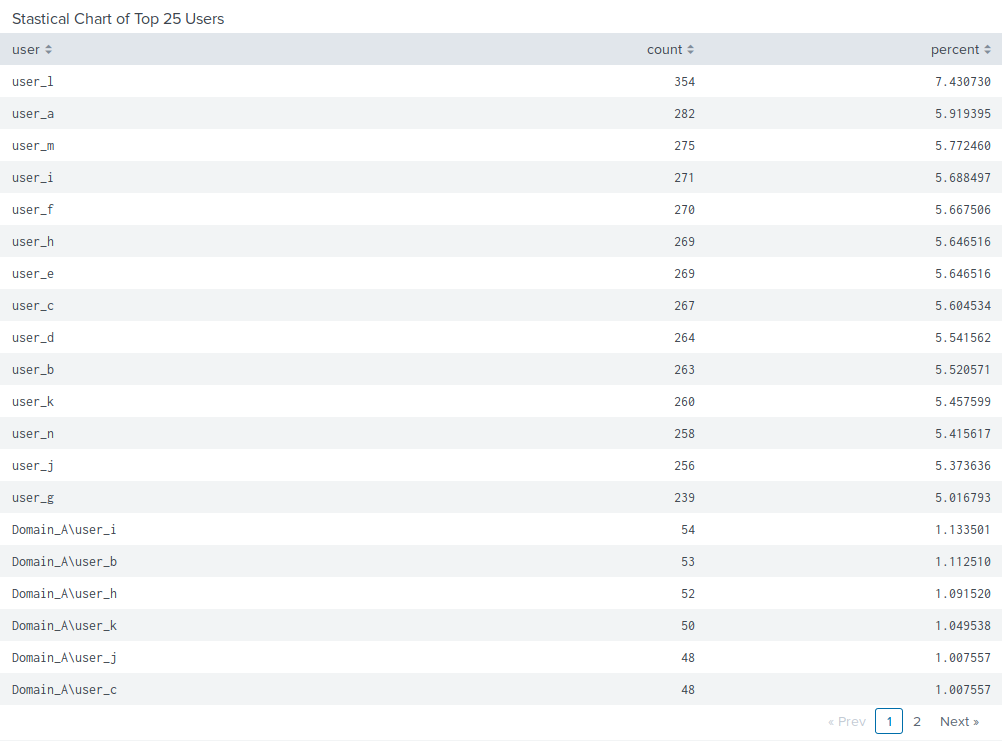 Stastical Chart of Top 25 Users
user count percent
user_l 354 7.430730
user_a 282 5.919395
user_m 275 5.772460
user_i 271 5.688497
user_f 270 5.667506
user_h 269 5.646516
user_e 269 5.646516
user_c 267 5.604534
user_d 264 5.541562
user_b 263 5.520571
user_k 260 5.457599
user_n 258 5.415617
user_j 256 5.373636
user_g 239 5.016793
Domain_A\user_i 54 1.133501
Domain_A\user_b 53 1.112510
Domain_A\user_h 52 1.091520
Domain_A\user_k 50 1.049538
Domain_A\user_j 48 1.007557
Domain_A\user_c 48 1.007557
« Prev 1 2 Next »